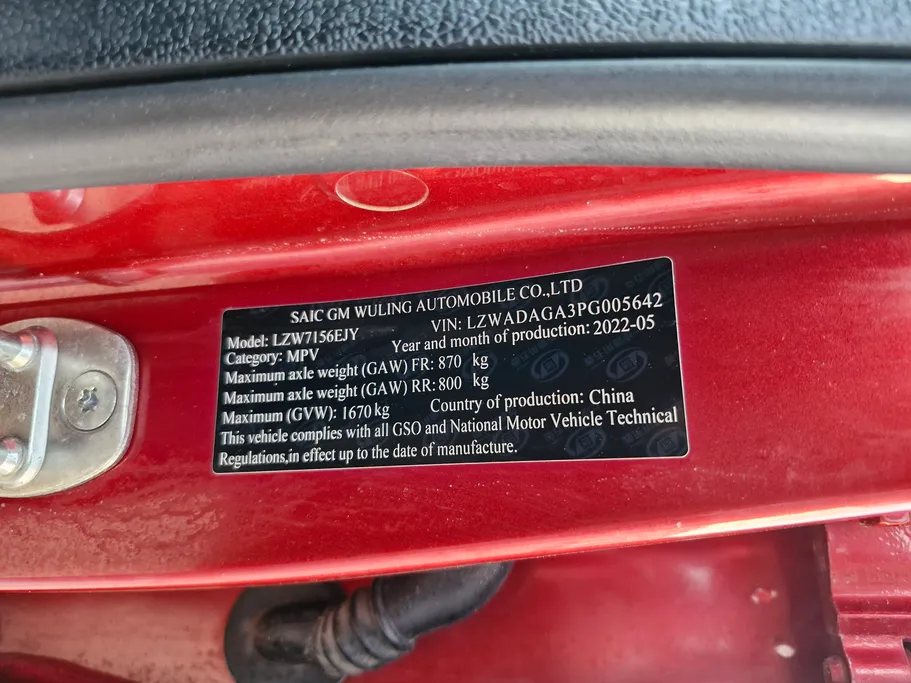 SAIC GM WULING AUTOMOBILE CO.,LTD
Model: LZW7156EJY VIN: LZWADAGA3PG005642
Category: MPV Year and month of production: 2022-05
Maximum axle weight (GAW) FR: 870 kg
Maximum axle weight (GAW) RR: 800 kg
Maximum (GVW): 1670 kg Country of production: China
This vehicle complies with all GSO and National Motor Vehicle Technical
Regulations,in effect up to the date of manufacture.